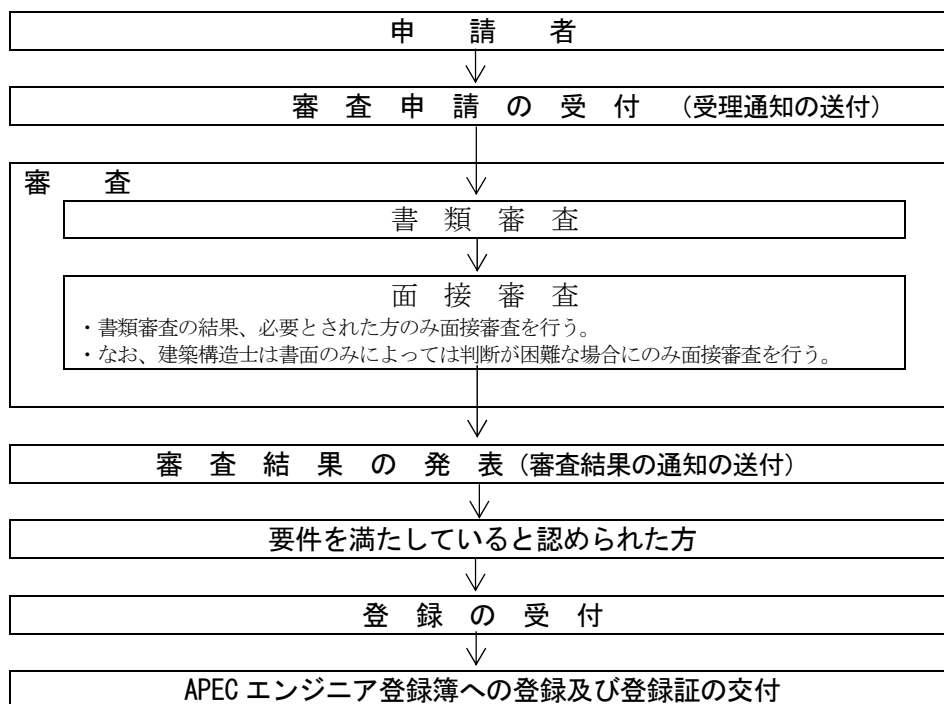 申請者
審査申請の受付 （受理通知の送付）
審査
書類審査
面接審査
・書類審査の結果、必要とされた方のみ面接審査を行う。
・なお、建築構造士は書面のみによっては判断が困難な場合にのみ面接審査を行う。
審査結果の発表（審査結果の通知の送付）
要件を満たしていると認められた方
登録の受付
APEC エンジニア登録簿への登録及び登録証の交付